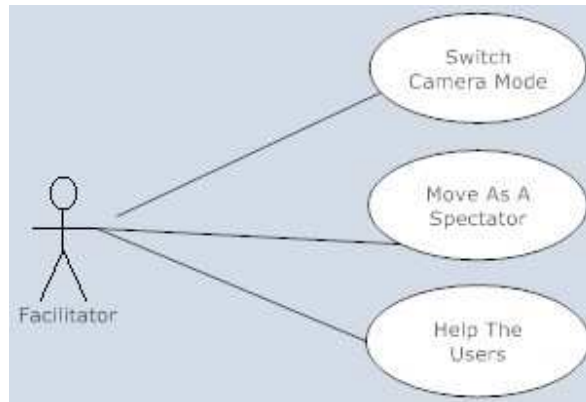 Switch
Camera Mode
Move As A
Spectator
Facilitator
Help The
Users